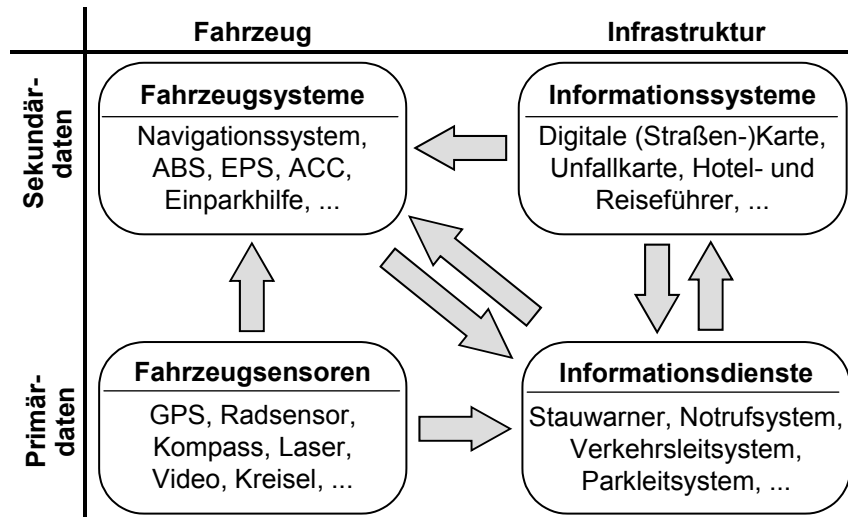 Fahrzeug
Infrastruktur
Sekundär-
daten
Fahrzeugsysteme
Navigationssystem,
ABS, EPS, ACC,
Einparkhilfe, ...
Informationssysteme
Digitale (Straßen-)Karte,
Unfallkarte, Hotel- und
Reiseführer, ...
Primär-
daten
Fahrzeugsensoren
GPS, Radsensor,
Kompass, Laser,
Video, Kreisel, ...
Informationsdienste
Stauwarner, Notrufsystem,
Verkehrsleitsystem,
Parkleitsystem, ...